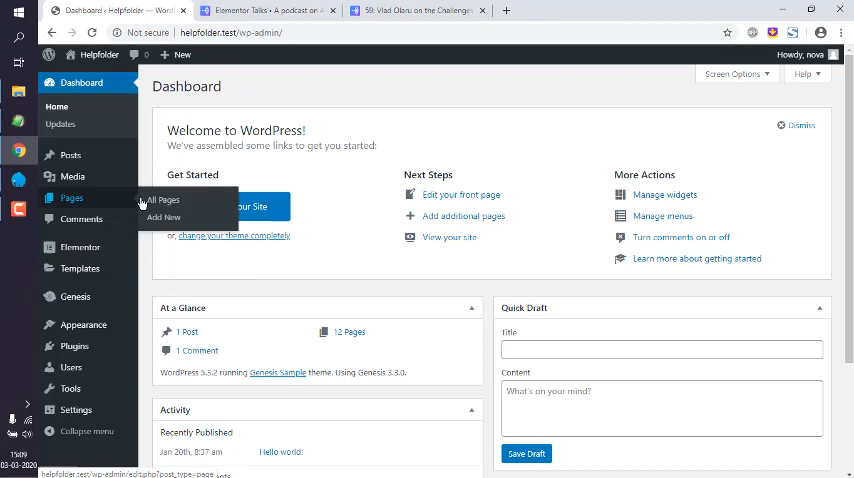 Dashboard ‹ Helpfolder — Word
Elementor Talks • A podcast on
59: Vlad Olaru on the Challenge
Not secure | helpfolder.test/wp-admin/
Helpfolder 0 New Howdy, nova
Dashboard
Screen Options Help
Dashboard
Home
Updates
Posts
Media
Pages
All Pages
Add New
Comments
Elementor
Templates
Genesis
Appearance
Plugins
Users
Tools
Settings
Collapse menu
Welcome to WordPress!
We've assembled some links to get you started:
Dismiss
Get Started
our Site
or, change your theme completely
Next Steps
Edit your front page
Add additional pages
View your site
More Actions
Manage widgets
Manage menus
Turn comments on or off
Learn more about getting started
At a Glance
1 Post 12 Pages
1 Comment
WordPress 5.3.2 running Genesis Sample theme. Using Genesis 3.3.0.
Activity
Recently Published
Jan 20th, 8:37 am Hello world!
Quick Draft
Title
Content
What's on your mind?
Save Draft
15:09
03-03-2020
helpfolder.test/wp-admin/edit.php?post_type=page